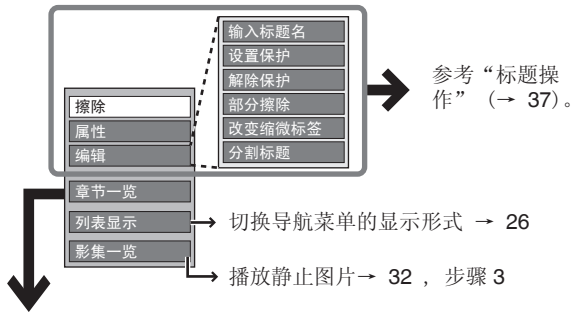 输入标题名
设置保护
解除保护
部分擦除
改变缩微标签
分割标题
参考“标题操
作” (→ 37)。
擦除
属性
编辑
章节一览
列表显示
影集一览
切换导航菜单的显示形式 → 26
播放静止图片→ 32 , 步骤 3